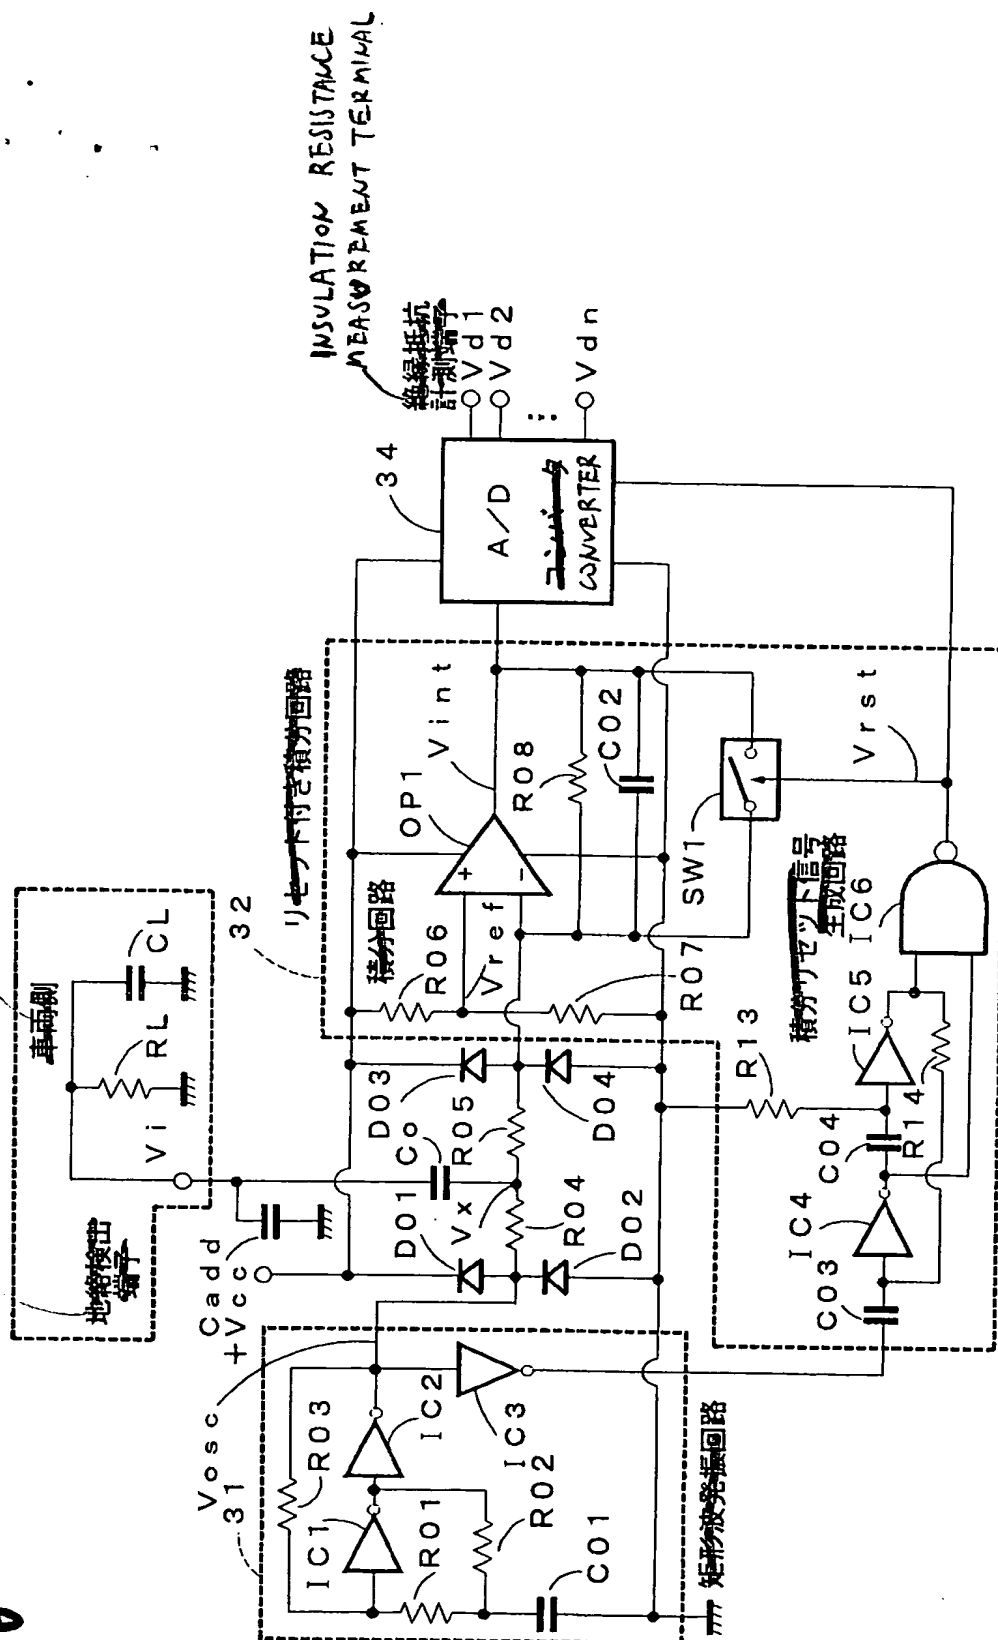 INSULATION RESISTANCE
MEASUREMENT TERMINAL
絶縁抵抗
計測端子
Vd1
Vd2
Vdn
34
A/D
コンバータ
CONVERTER
リセット付き積分回路
32
積分回路
OP1
Vint
R08
C02
R06
Vref
R07
SW1
Vrst
積分リセット信号
生成回路
IC6
IC5
R13
R14
C04
IC4
C03
車両側
RL
CL
Vi
地絡検出
端子
Cadd
+Vcc
D01
Vx
Co
R05
D03
D04
R04
D02
Vosc
31
R03
IC1
IC2
R01
R02
IC3
C01
矩形波発振回路